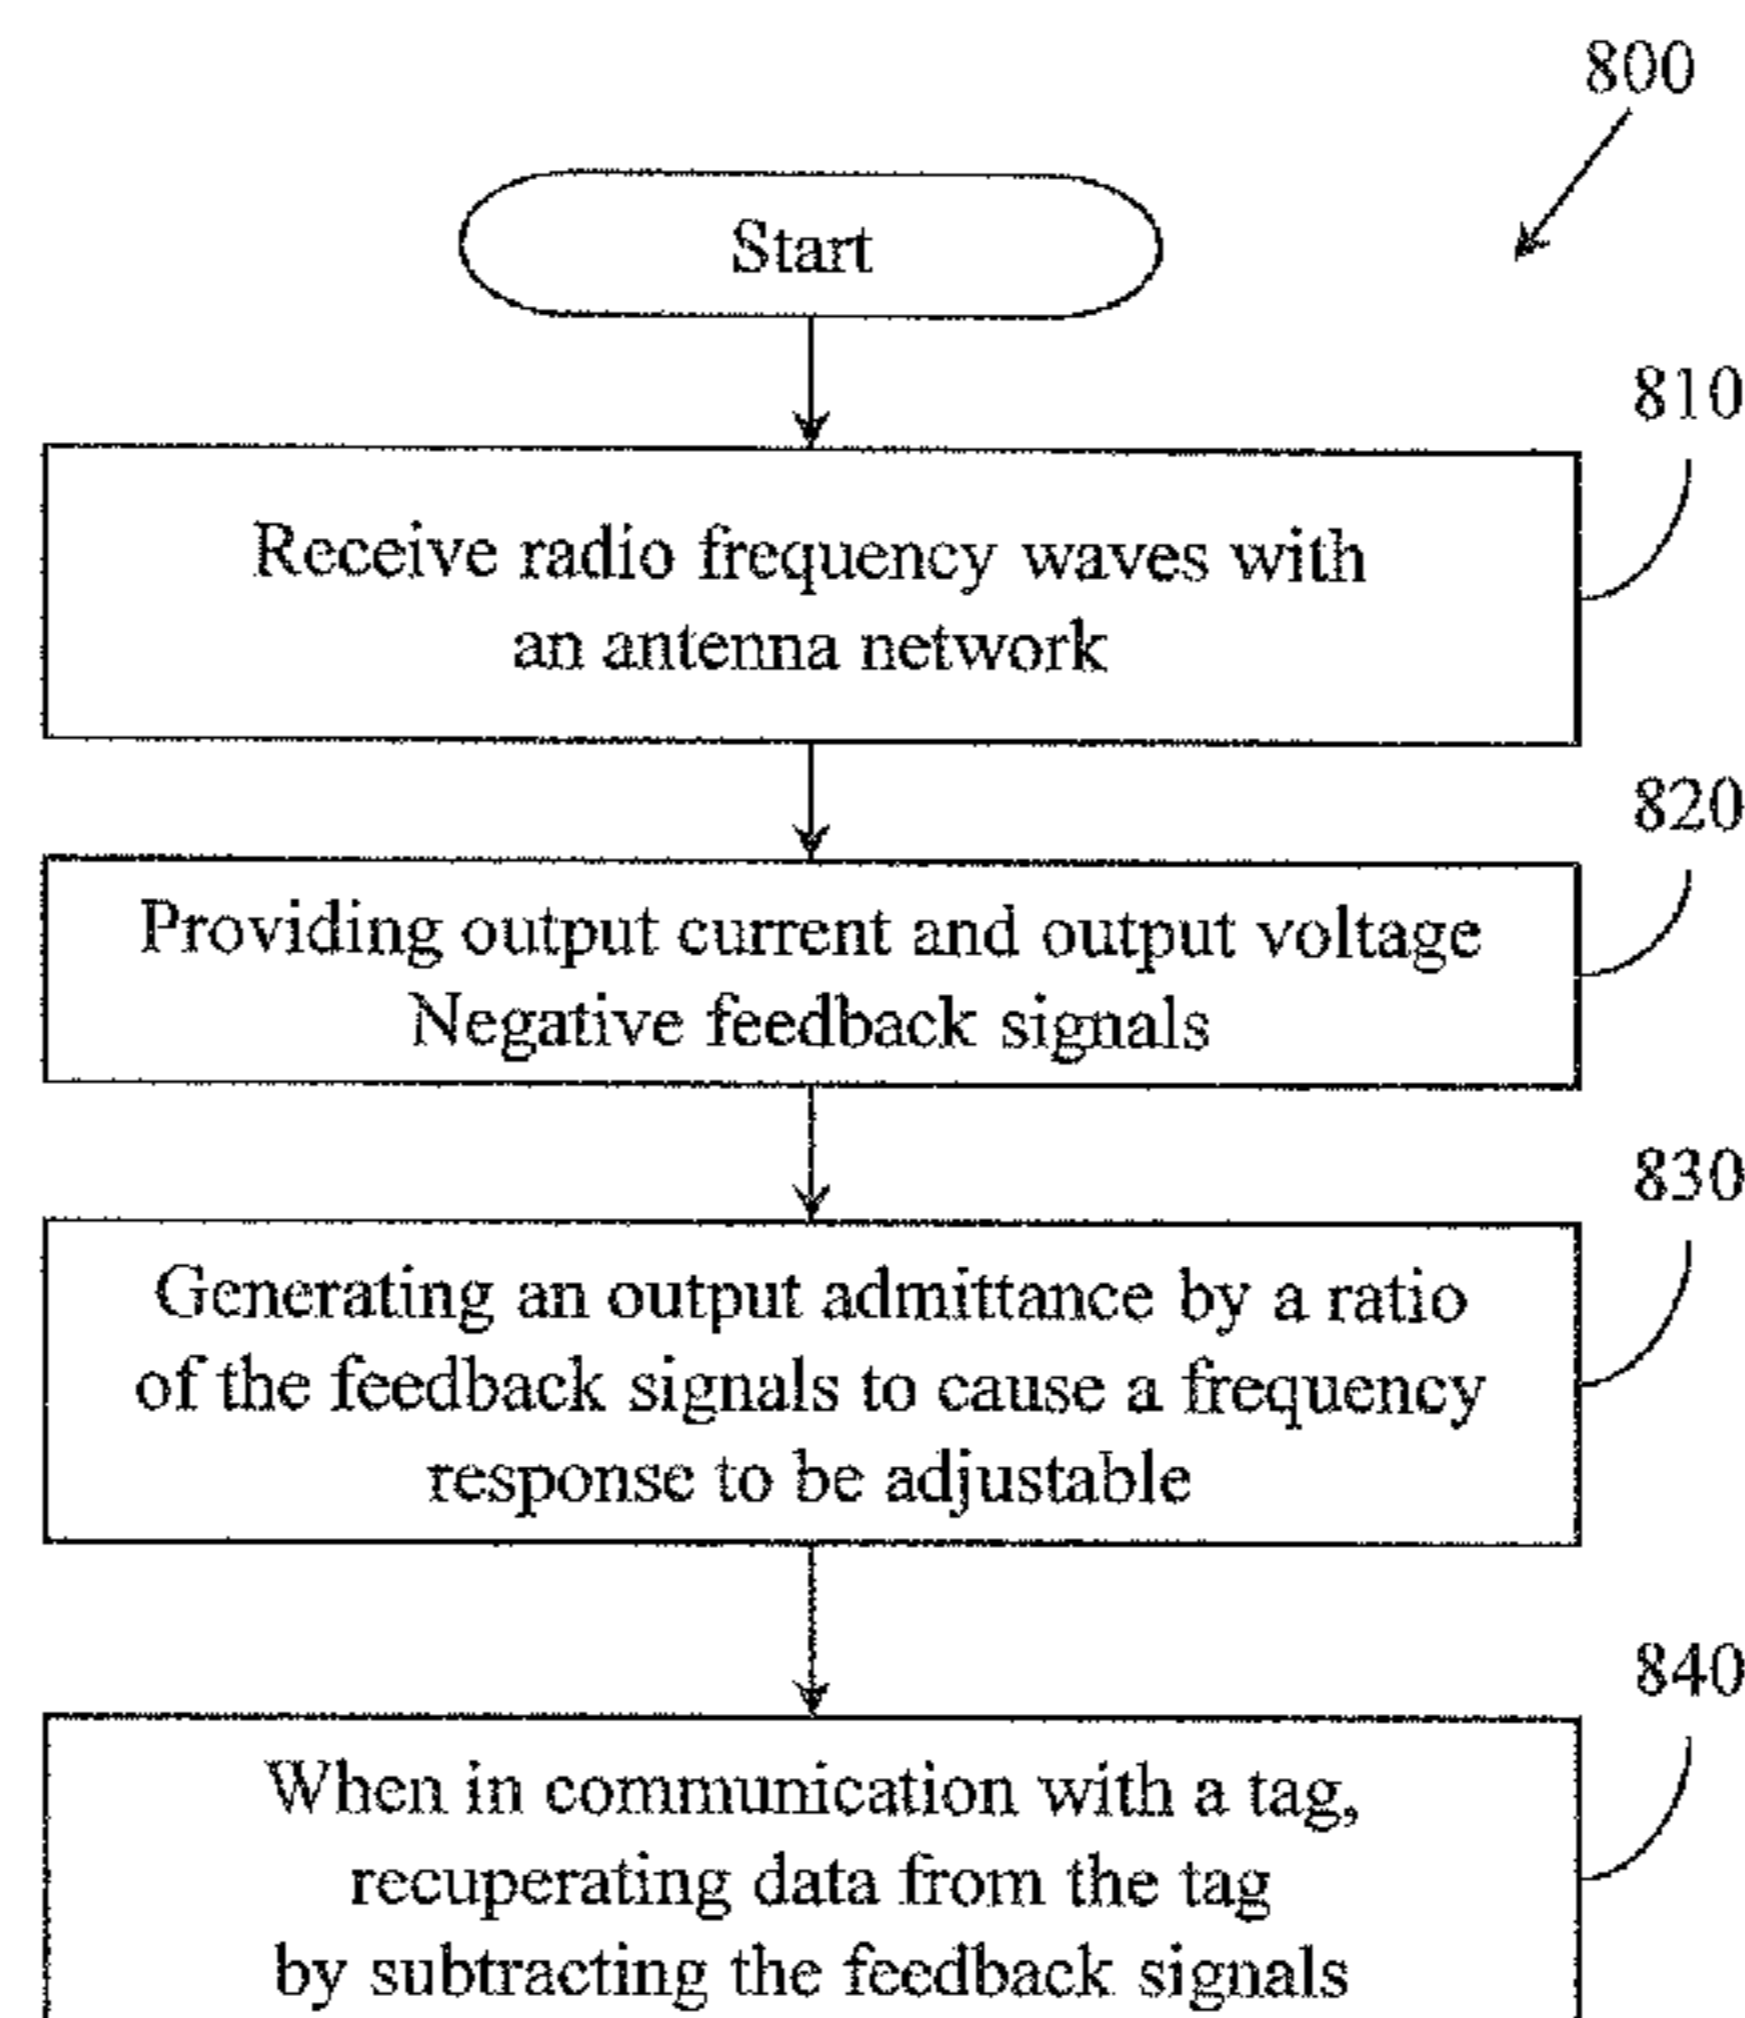 800
Start
810
Receive radio frequency waves with
an antenna network
820
Providing output current and output voltage
Negative feedback signals
830
Generating an output admittance by a ratio
of the feedback signals to cause a frequency
response to be adjustable
840
When in communication with a tag,
recuperating data from the tag
by subtracting the feedback signals